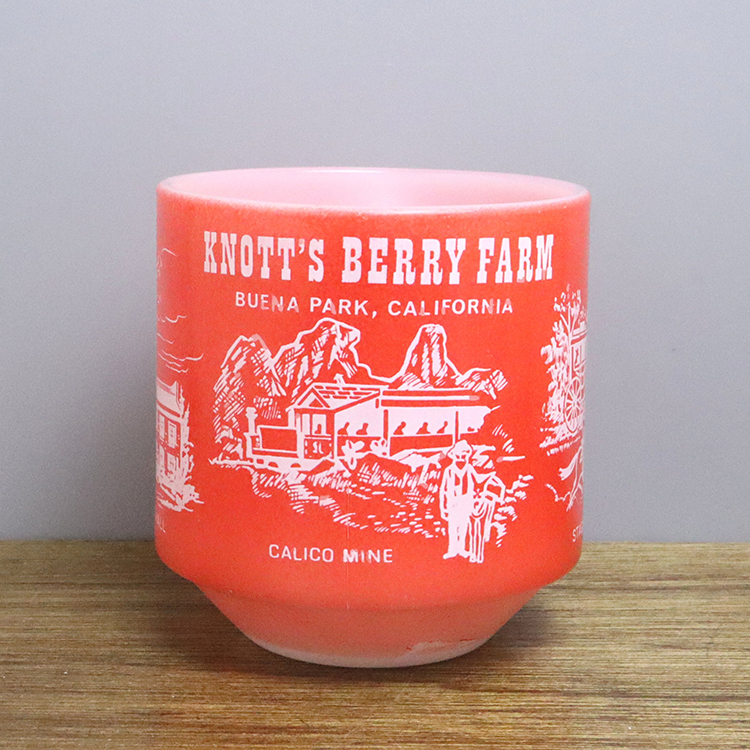 KNOTT'S BERRY FARM
BUENA PARK, CALIFORNIA
CALICO MINE